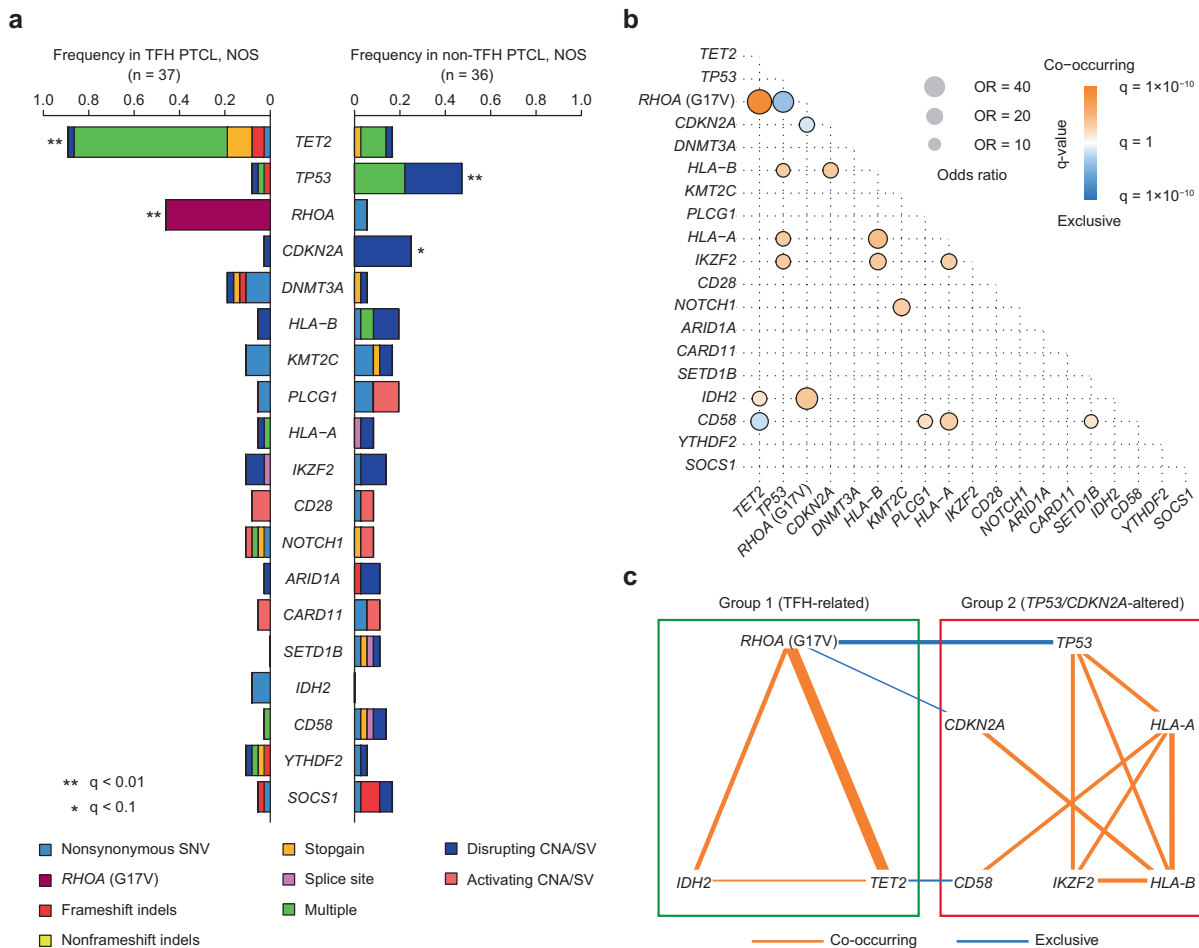 a
Frequency in TFH PTCL, NOS
(n = 37)
Frequency in non-TFH PTCL, NOS
(n = 36)
1.0 0.8 0.6 0.4 0.2 0
0 0.2 0.4 0.6 0.8 1.0
** TET2
TP53 **
** RHOA
CDKN2A *
DNMT3A
HLA−B
KMT2C
PLCG1
HLA−A
IKZF2
CD28
NOTCH1
ARID1A
CARD11
SETD1B
IDH2
CD58
YTHDF2
SOCS1
** q < 0.01
* q < 0.1
Nonsynonymous SNV
RHOA (G17V)
Frameshift indels
Nonframeshift indels
Stopgain
Splice site
Multiple
Disrupting CNA/SV
Activating CNA/SV
b
TET2
TP53
RHOA (G17V)
CDKN2A
DNMT3A
HLA−B
KMT2C
PLCG1
HLA−A
IKZF2
CD28
NOTCH1
ARID1A
CARD11
SETD1B
IDH2
CD58
YTHDF2
SOCS1
TET2
TP53
RHOA (G17V)
CDKN2A
DNMT3A
HLA−B
KMT2C
PLCG1
HLA−A
IKZF2
CD28
NOTCH1
ARID1A
CARD11
SETD1B
IDH2
CD58
YTHDF2
SOCS1
OR = 40
OR = 20
OR = 10
Odds ratio
Co-occurring
q-value
q = 1×10⁻¹⁰
q = 1
q = 1×10⁻¹⁰
Exclusive
c
Group 1 (TFH-related)
Group 2 (TP53/CDKN2A-altered)
RHOA (G17V)
TP53
CDKN2A
HLA-A
IDH2
TET2
CD58
IKZF2
HLA-B
Co-occurring
Exclusive